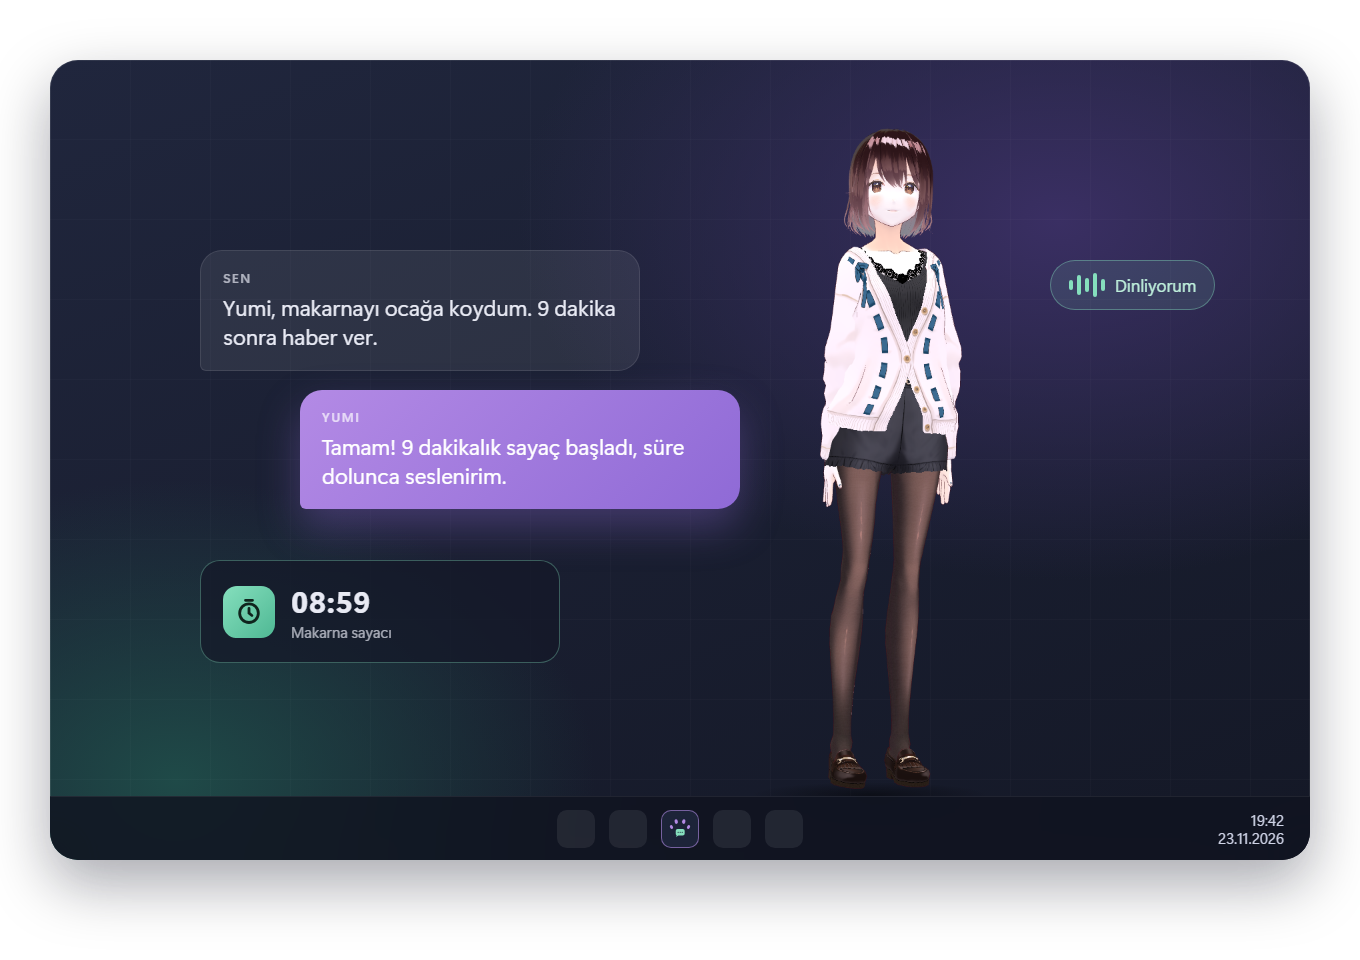 SEN
Yumi, makarnayı ocağa koydum. 9 dakika
sonra haber ver.
Dinliyorum
YUMI
Tamam! 9 dakikalık sayaç başladı, süre
dolunca seslenirim.
08:59
Makarna sayacı
19:42
23.11.2026